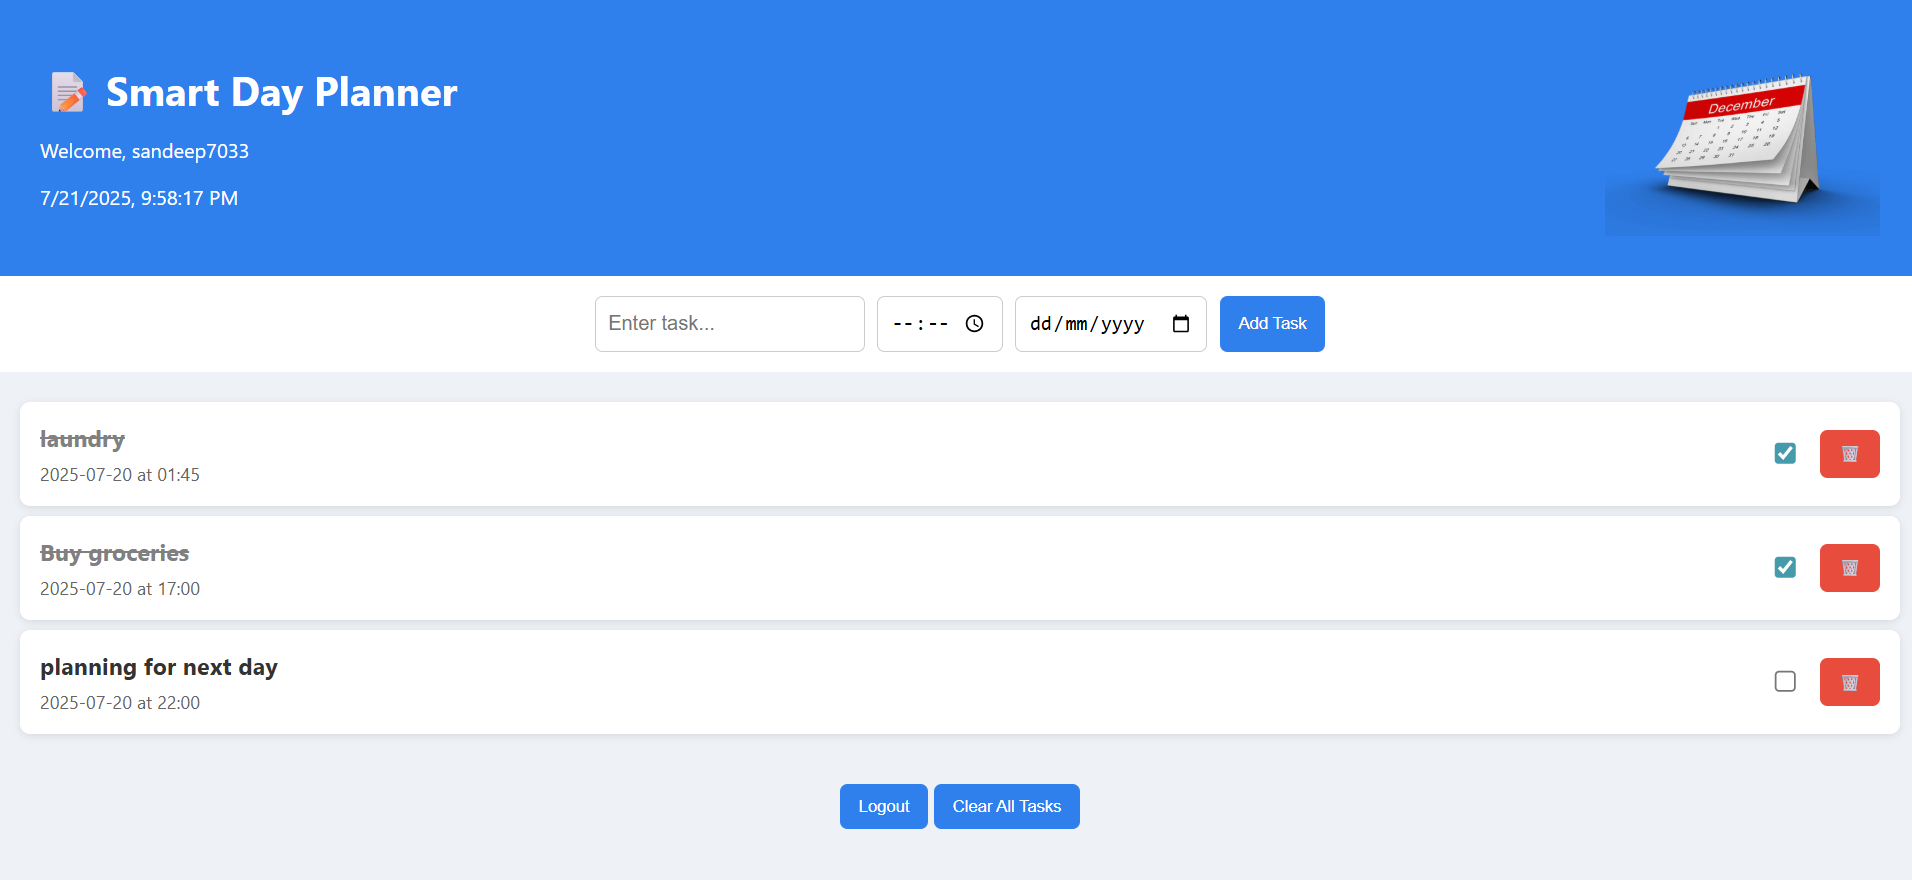 Smart Day Planner
Welcome, sandeep7033
7/21/2025, 9:58:17 PM
December
Enter task...
--:--
dd/mm/yyyy
Add Task
laundry
2025-07-20 at 01:45
Buy groceries
2025-07-20 at 17:00
planning for next day
2025-07-20 at 22:00
Logout
Clear All Tasks